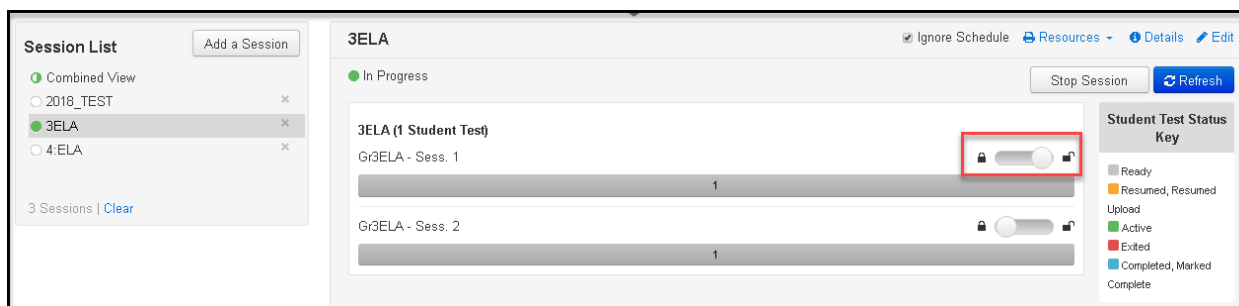 Session List
Add a Session
Combined View
2018_TEST
3ELA
4:ELA
3 Sessions | Clear
3ELA
Ignore Schedule Resources Details Edit
In Progress
Stop Session Refresh
3ELA (1 Student Test)
Gr3ELA - Sess. 1
1
Gr3ELA - Sess. 2
1
Student Test Status
Key
Ready
Resumed, Resumed
Upload
Active
Exited
Completed, Marked
Complete